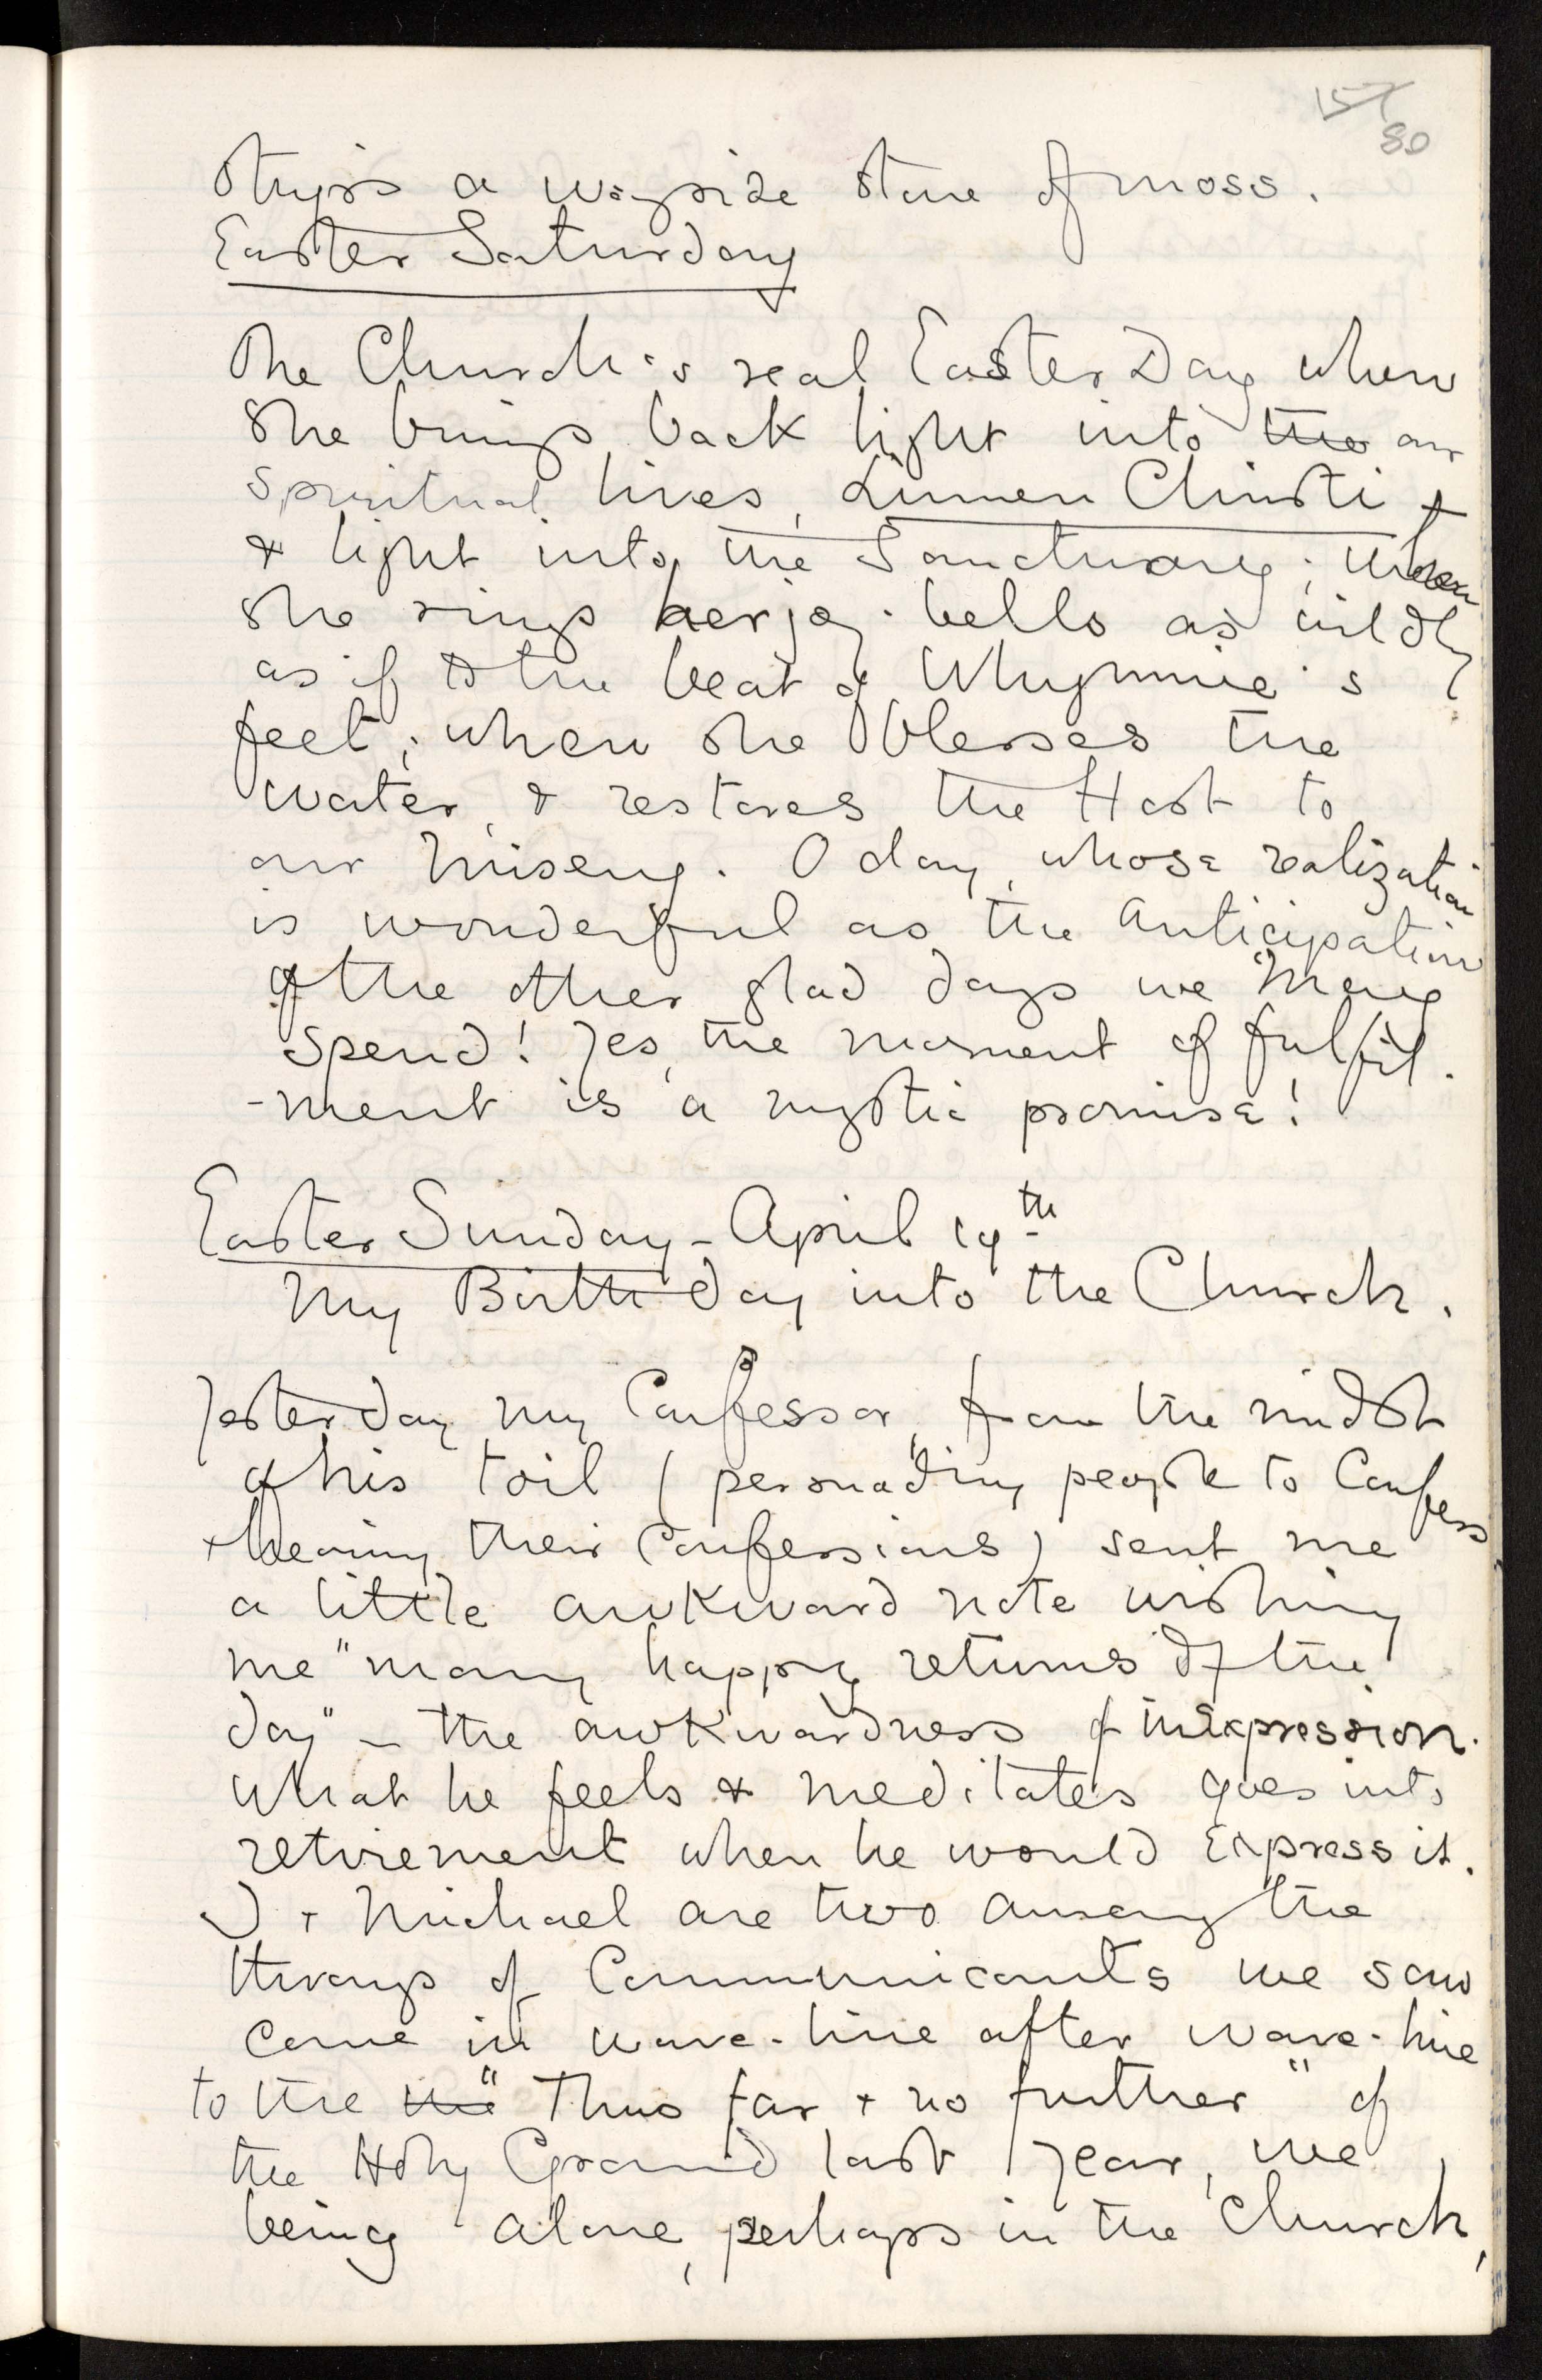 157
80
strips a wayside stone of moss.
Easter Saturday
The Church's real Easter Day when
she brings back light into the our
spiritual lives, Lumen Christi +
& light into the Sanctuary; when
she rings her joy-bells as wildly
as if to the beat of Whymmie's
feet; when she blesses the
water, & restores the Host to
our misery. O day, whose realization
is wonderful as the anticipation
of the other glad days we may
spend! Yes, the moment of fulfil-
-ment is a mystic promise!
Easter Sunday - April 19th
My Birth-day into the Church.
Yesterday my Confessor, from the midst
of his toil (persuading people to Confess
+ hearing their Confessions) sent me
a little awkward note wishing
me "many happy returns of the
day" - the awkwardness of inexpression.
What he feels & meditates goes into
retirement when he would express it.
I + Michael are two among the
throngs of Communicants we saw
come in wave-line after wave-line
to the the "Thus far + no further" of
the Holy Ground last year, we
being alone, perhaps in the Church,